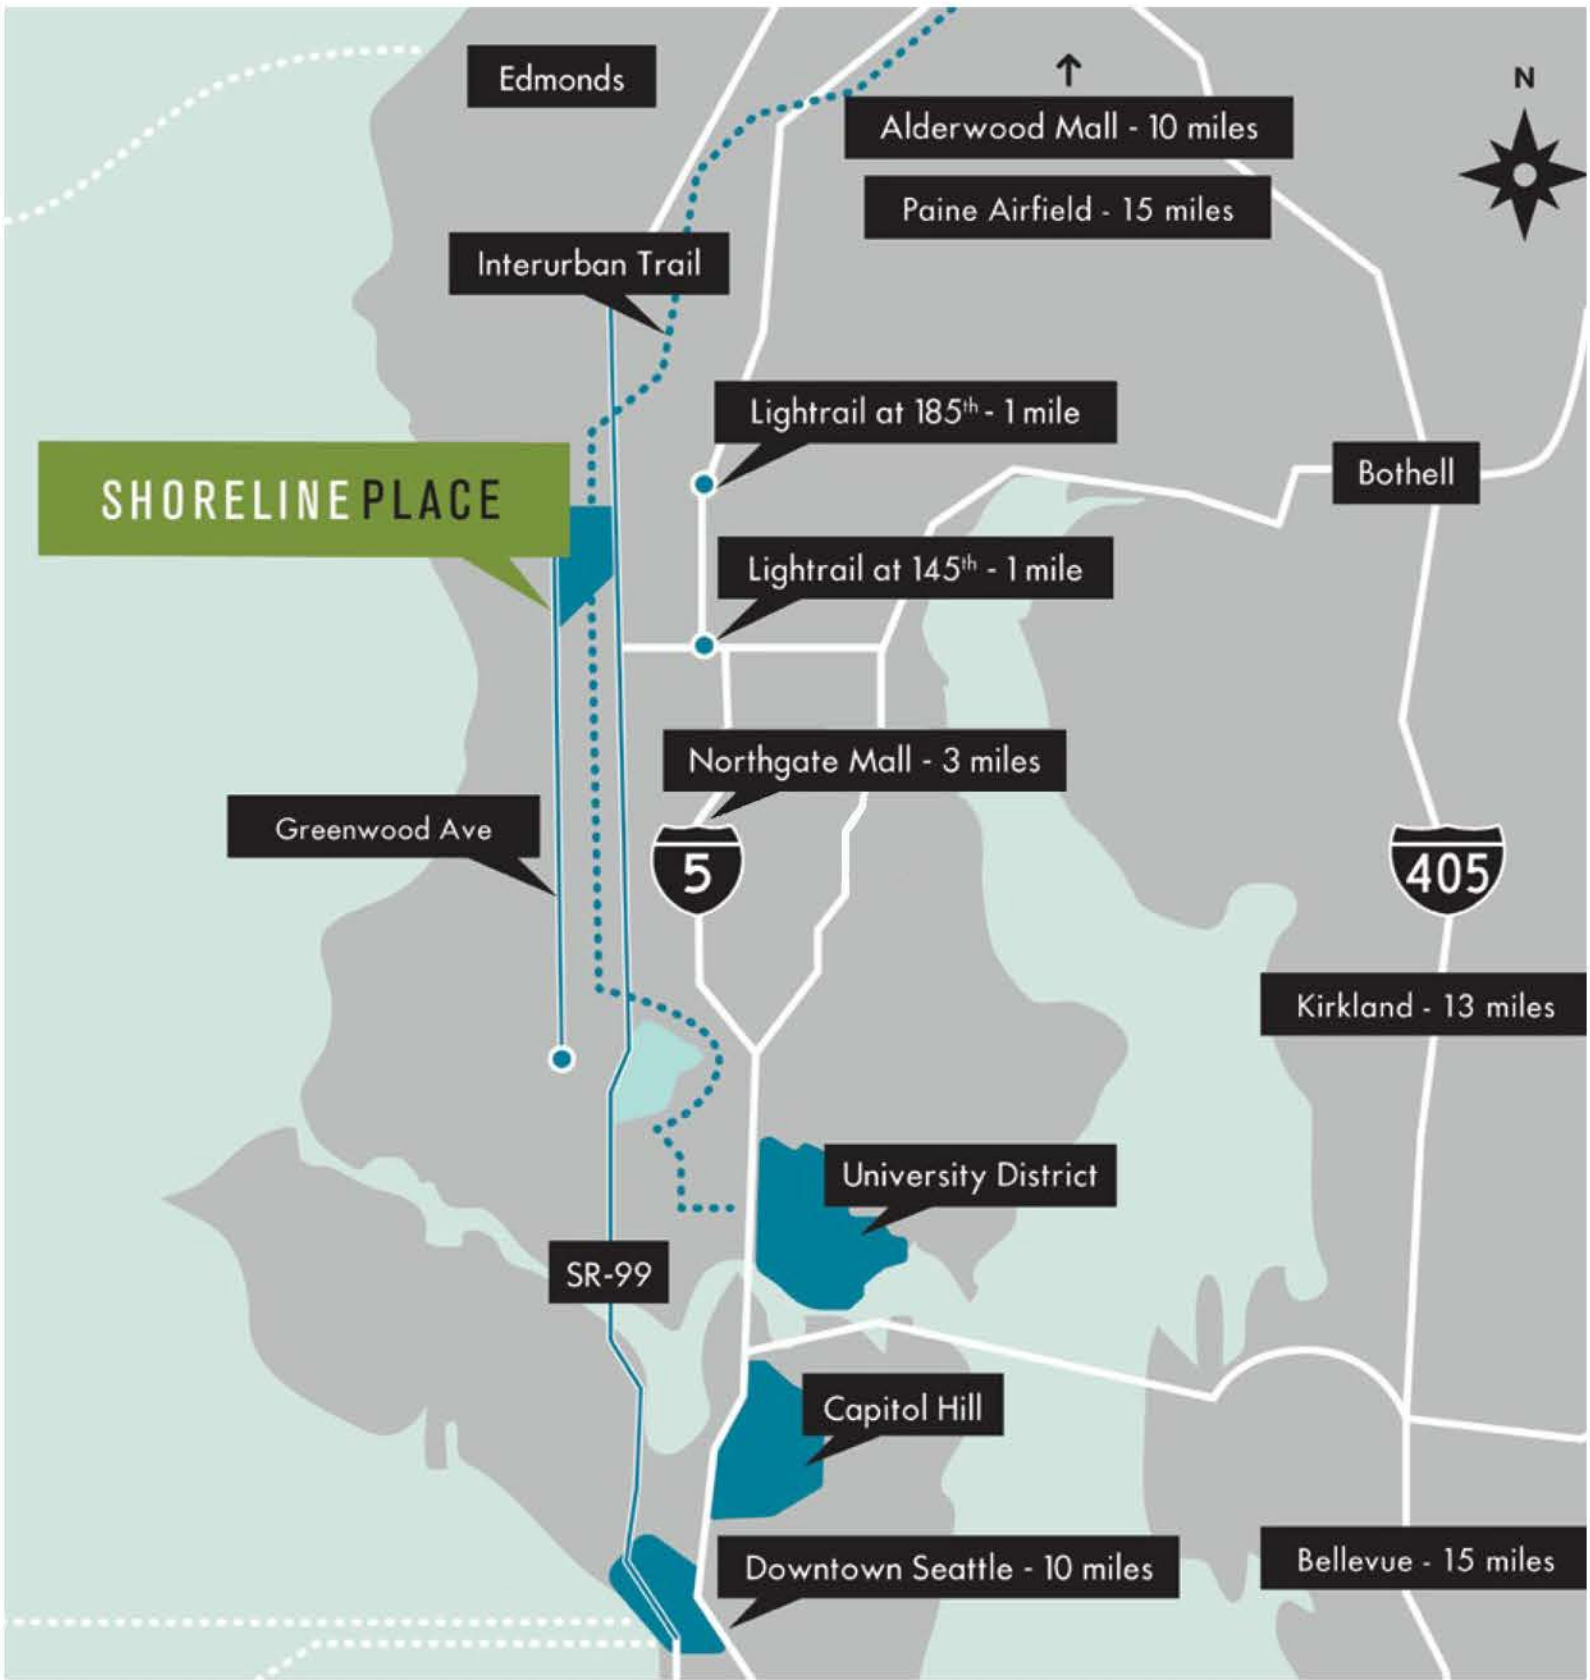 Edmonds
N
Alderwood Mall - 10 miles
Paine Airfield - 15 miles
Interurban Trail
Lightrail at 185th - 1 mile
SHORELINE PLACE
Bothell
Lightrail at 145th - 1 mile
Northgate Mall - 3 miles
Greenwood Ave
5
405
Kirkland - 13 miles
University District
SR-99
Capitol Hill
Downtown Seattle - 10 miles
Bellevue - 15 miles